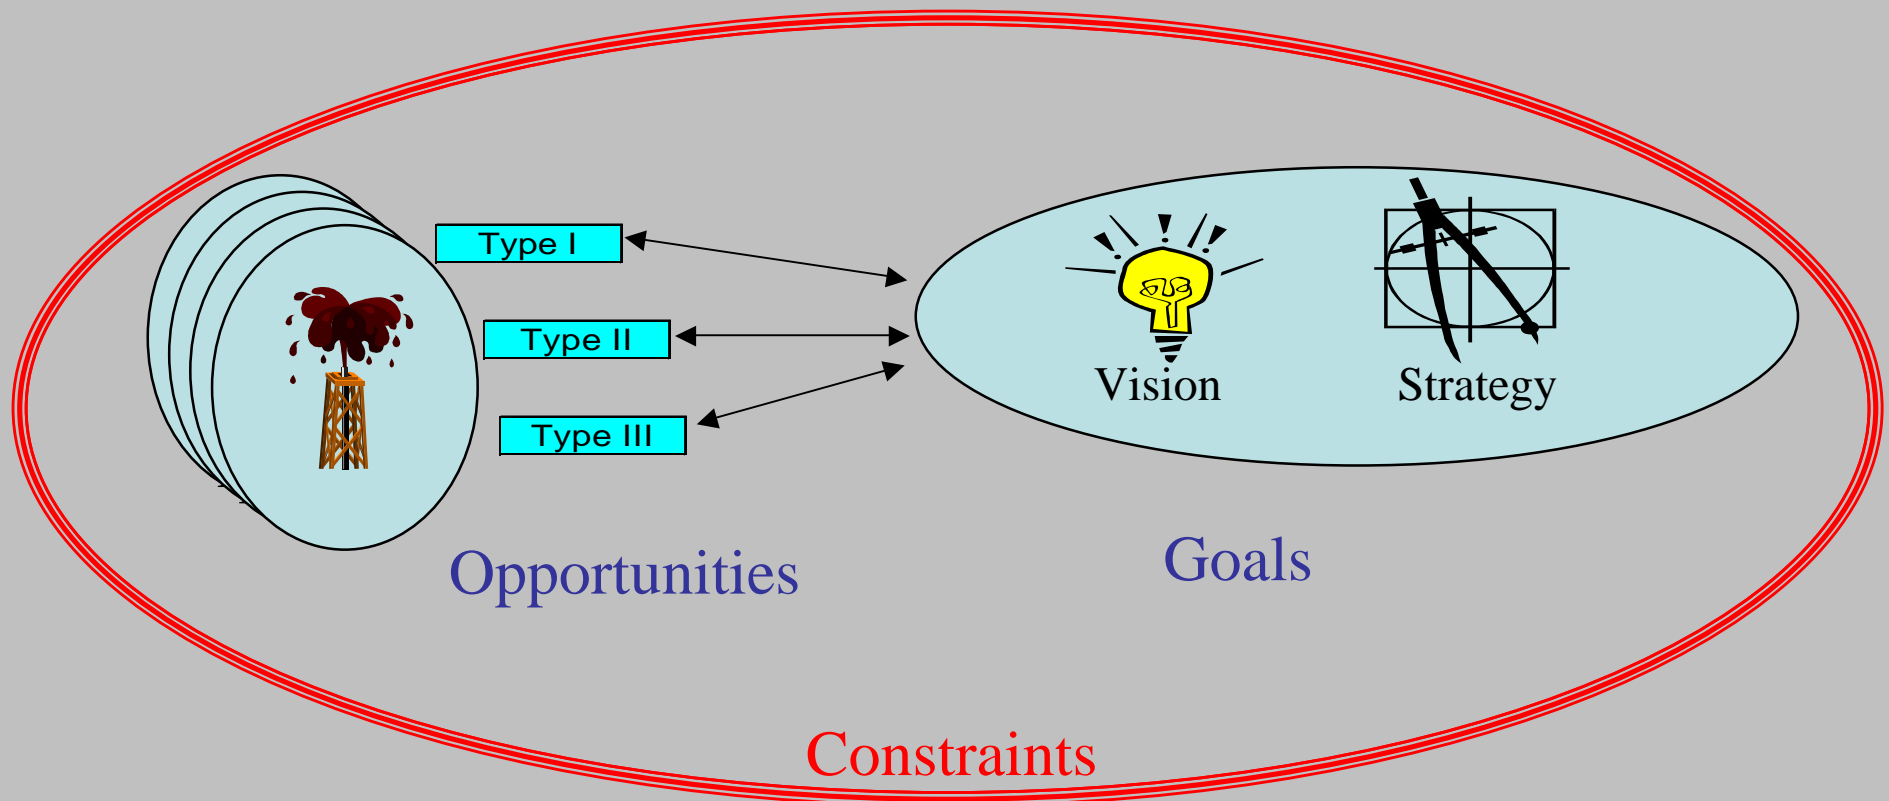 Type I
Type II
Type III
Vision
Strategy
Opportunities
Goals
Constraints